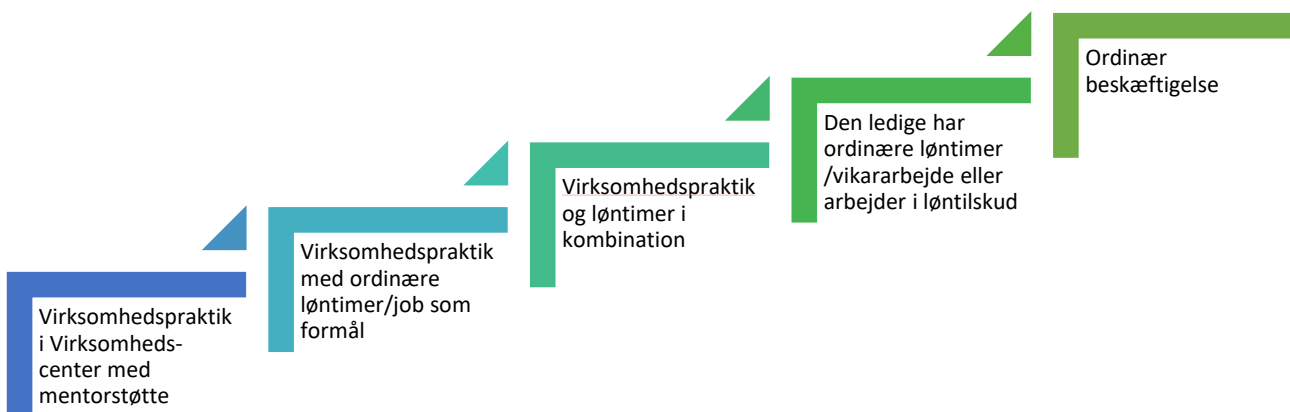 Virksomhedspraktik
i Virksomheds-
center med
mentorstøtte
Virksomhedspraktik
med ordinære
løntimer/job som
formål
Virksomhedspraktik
og løntimer i
kombination
Den ledige har
ordinære løntimer
/vikararbejde eller
arbejder i løntilskud
Ordinær
beskæftigelse